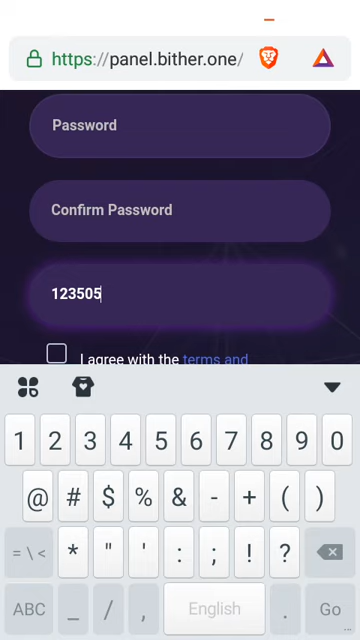 https://panel.bither.one/
Password
Confirm Password
123505
I agree with the terms and
1 2 3 4 5 6 7 8 9 0
@ # $ % & - + ( )
= \ < * " ' : ; ! ?
ABC _ / , English . Go
...